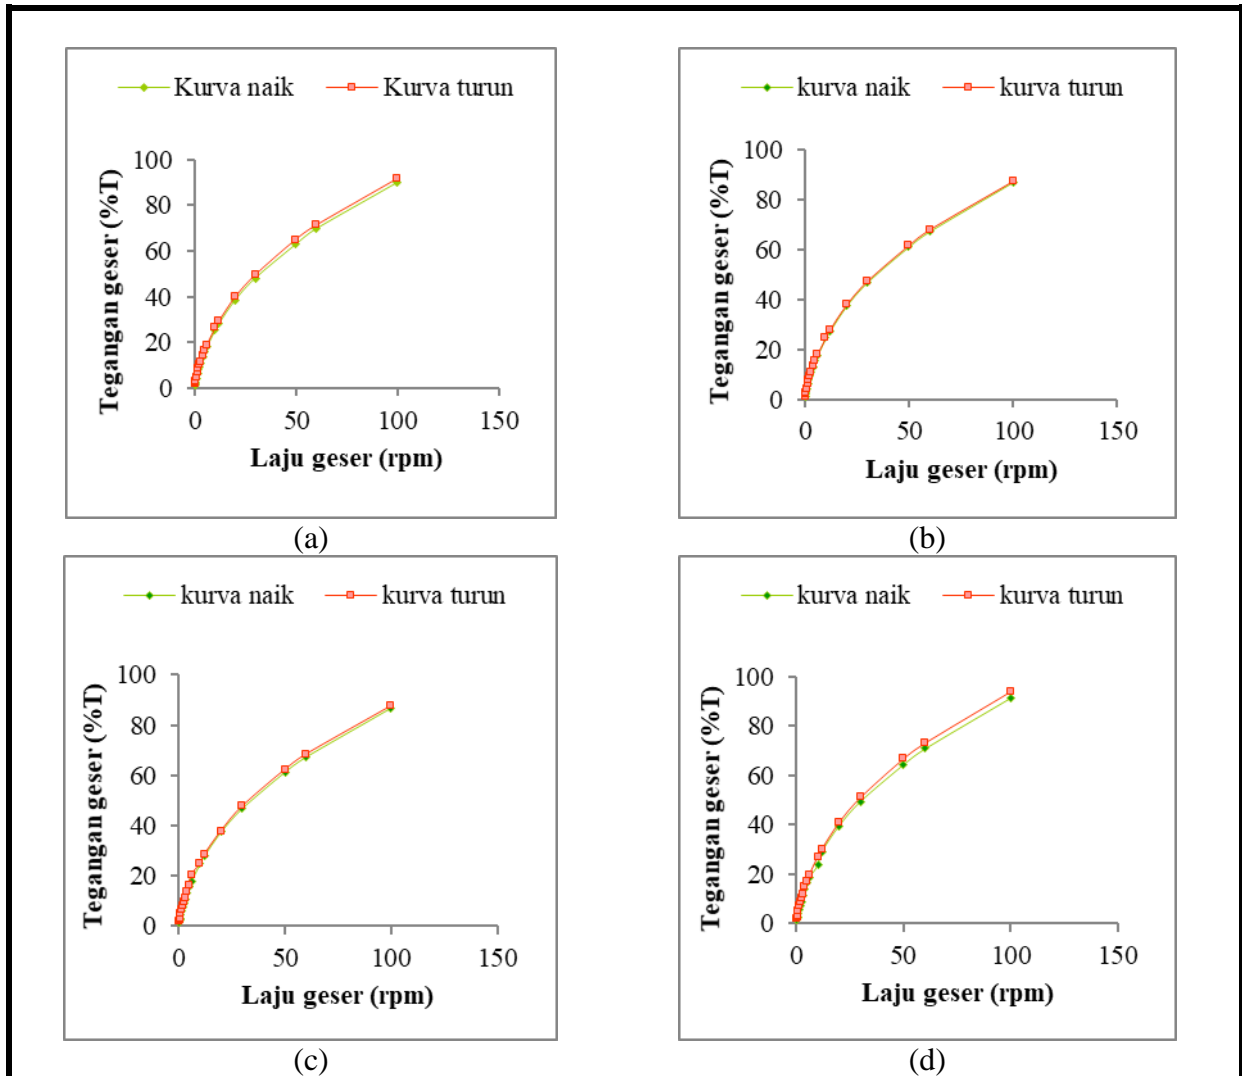 Kurva naik Kurva turun
Tegangan geser (%T)
100
80
60
40
20
0
0 50 100 150
Laju geser (rpm)
(a)
kurva naik kurva turun
Tegangan geser (%T)
100
80
60
40
20
0
0 50 100 150
Laju geser (rpm)
(b)
kurva naik kurva turun
Tegangan geser (%T)
100
80
60
40
20
0
0 50 100 150
Laju geser (rpm)
(c)
kurva naik kurva turun
Tegangan geser (%T)
100
80
60
40
20
0
0 50 100 150
Laju geser (rpm)
(d)